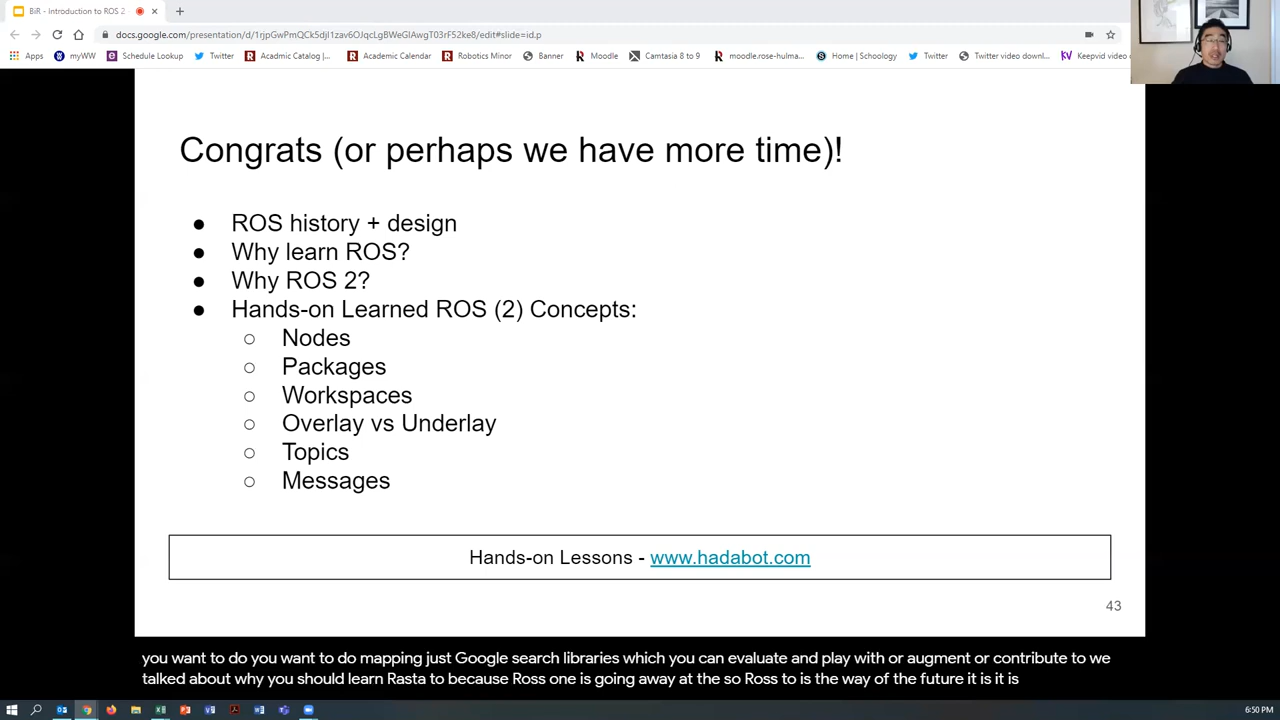 BiR - Introduction to ROS 2
docs.google.com/presentation/d/1rjpGwPmQCk5djI1zav6OJqcLgBWeGIAwgT03rF52ke8/edit#slide=id.p
Apps myWW Schedule Lookup Twitter Acadmic Catalog |... Academic Calendar Robotics Minor Banner Moodle Camtasia 8 to 9 moodle.rose-hulma... Home | Schoology Twitter Twitter video downl... Keepvid video
Congrats (or perhaps we have more time)!
● ROS history + design
● Why learn ROS?
● Why ROS 2?
● Hands-on Learned ROS (2) Concepts:
○ Nodes
○ Packages
○ Workspaces
○ Overlay vs Underlay
○ Topics
○ Messages
Hands-on Lessons - www.hadabot.com
43
you want to do you want to do mapping just Google search libraries which you can evaluate and play with or augment or contribute to we
talked about why you should learn Rasta to because Ross one is going away at the so Ross to is the way of the future it is it is
6:50 PM